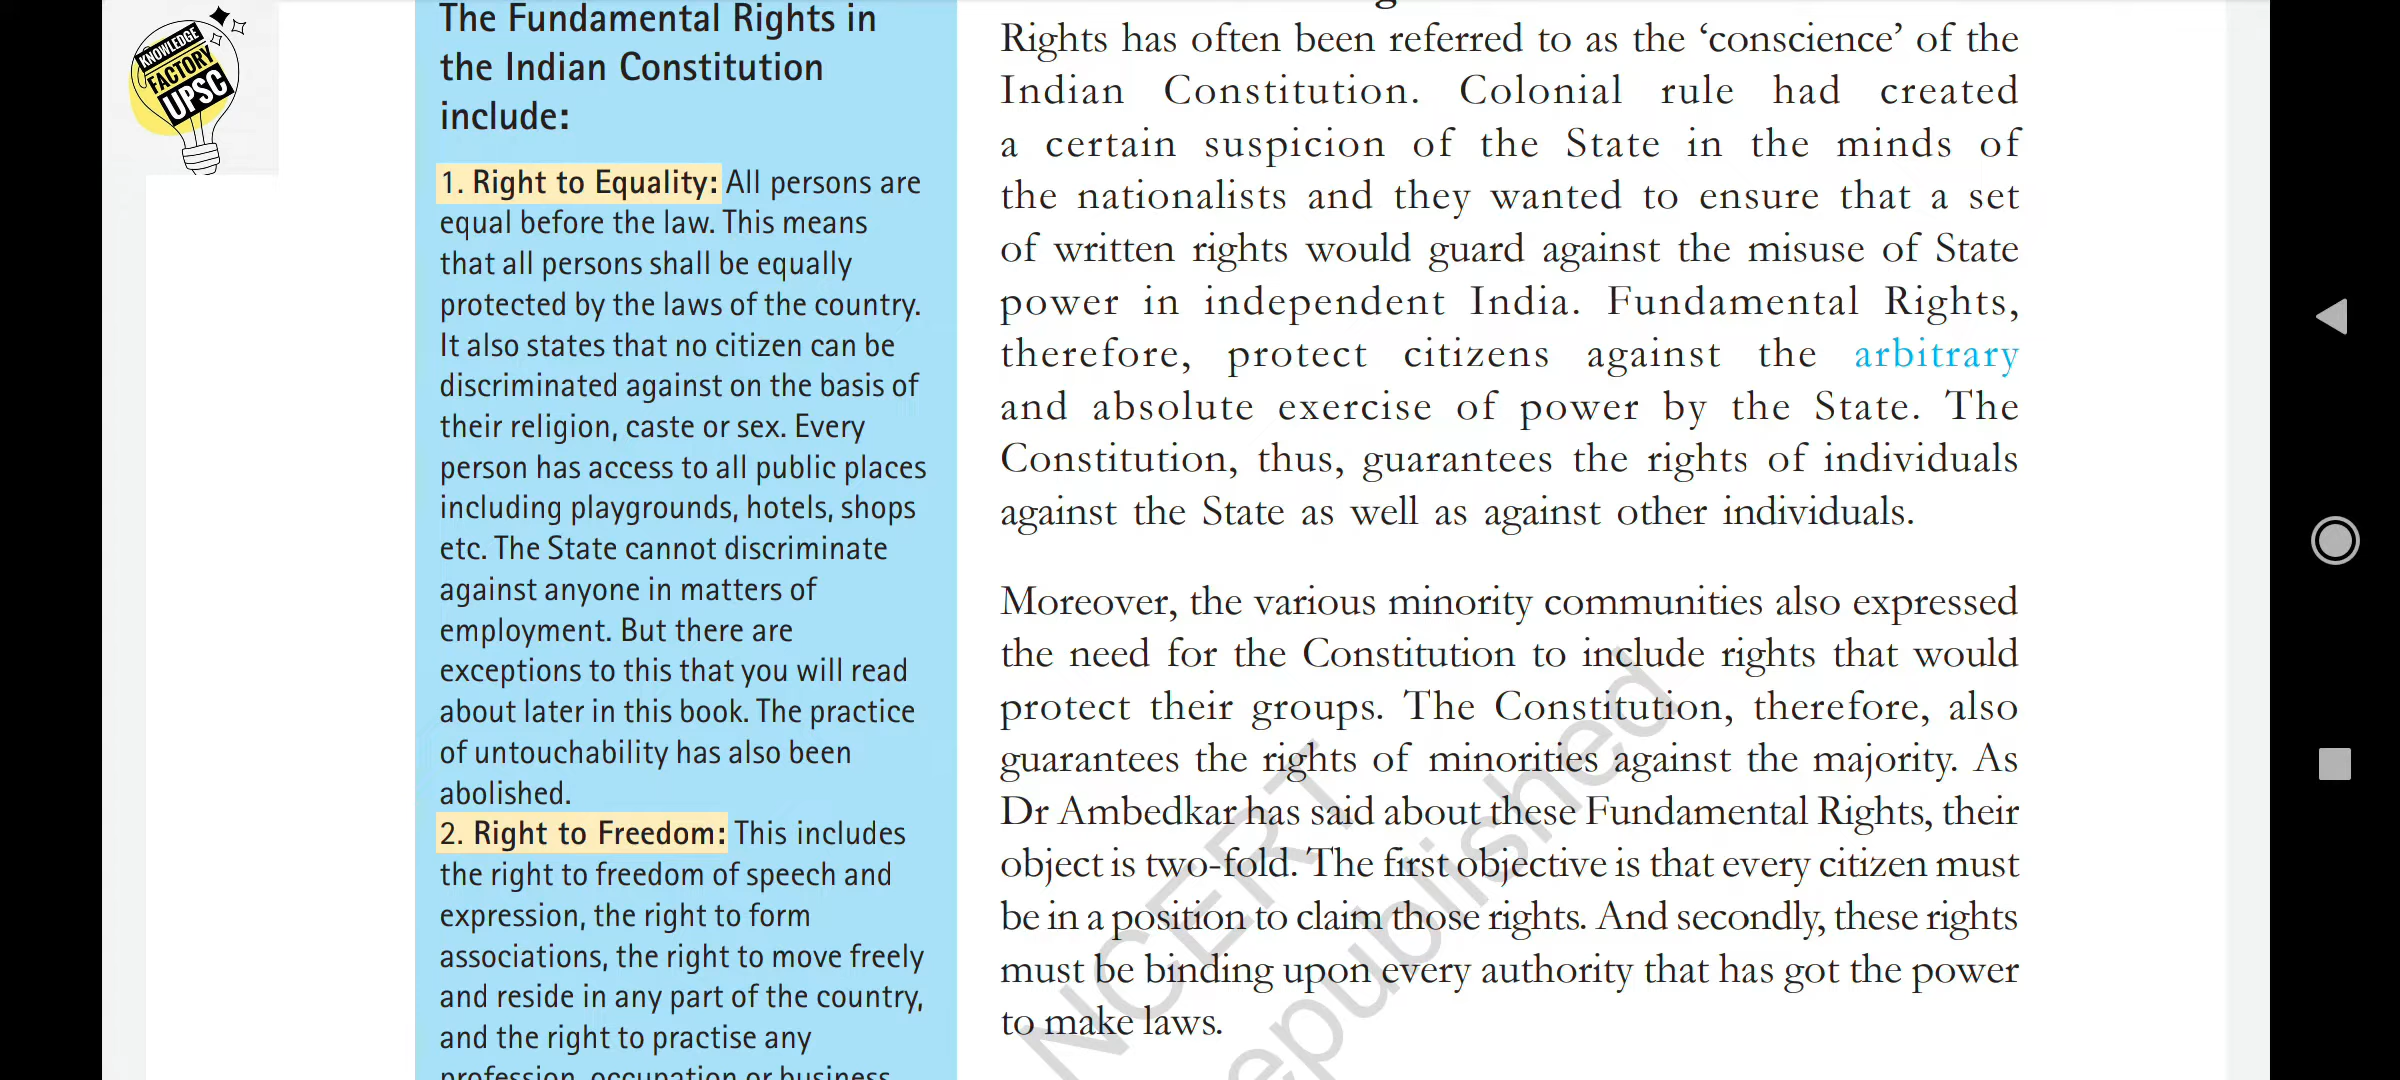 KNOWLEDGE
FACTORY
UPSC
The Fundamental Rights in
the Indian Constitution
include:
1. Right to Equality: All persons are
equal before the law. This means
that all persons shall be equally
protected by the laws of the country.
It also states that no citizen can be
discriminated against on the basis of
their religion, caste or sex. Every
person has access to all public places
including playgrounds, hotels, shops
etc. The State cannot discriminate
against anyone in matters of
employment. But there are
exceptions to this that you will read
about later in this book. The practice
of untouchability has also been
abolished.
2. Right to Freedom: This includes
the right to freedom of speech and
expression, the right to form
associations, the right to move freely
and reside in any part of the country,
and the right to practise any
profession, occupation or business.
Rights has often been referred to as the ‘conscience’ of the
Indian Constitution. Colonial rule had created
a certain suspicion of the State in the minds of
the nationalists and they wanted to ensure that a set
of written rights would guard against the misuse of State
power in independent India. Fundamental Rights,
therefore, protect citizens against the arbitrary
and absolute exercise of power by the State. The
Constitution, thus, guarantees the rights of individuals
against the State as well as against other individuals.
Moreover, the various minority communities also expressed
the need for the Constitution to include rights that would
protect their groups. The Constitution, therefore, also
guarantees the rights of minorities against the majority. As
Dr Ambedkar has said about these Fundamental Rights, their
object is two-fold. The first objective is that every citizen must
be in a position to claim those rights. And secondly, these rights
must be binding upon every authority that has got the power
to make laws.
NCERT
epublished